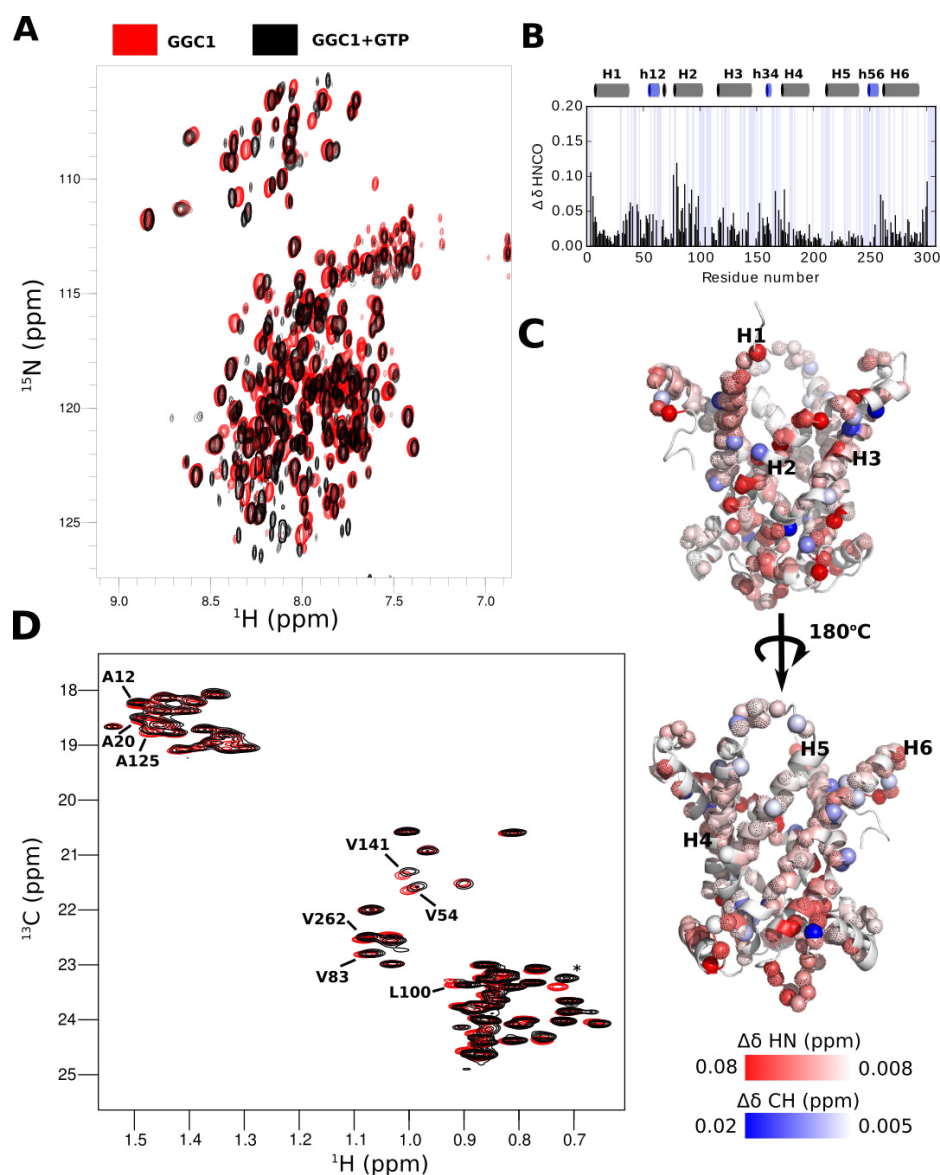 A
GGC1
GGC1+GTP
110
115
120
125
15N (ppm)
9.0 8.5 8.0 7.5 7.0
1H (ppm)
B
H1 h12 H2 H3 h34 H4 H5 h56 H6
0.20
0.15
0.10
0.05
0.00
Δ δ HNCO
0 50 100 150 200 250 300
Residue number
C
H1
H2
H3
180°C
H5
H6
H4
Δδ HN (ppm)
0.08 0.008
Δδ CH (ppm)
0.02 0.005
D
18
19
20
21
22
23
24
25
13C (ppm)
A12
A20
A125
V141
V54
V262
V83
L100
*
1.5 1.4 1.3 1.2 1.1 1.0 0.9 0.8 0.7
1H (ppm)